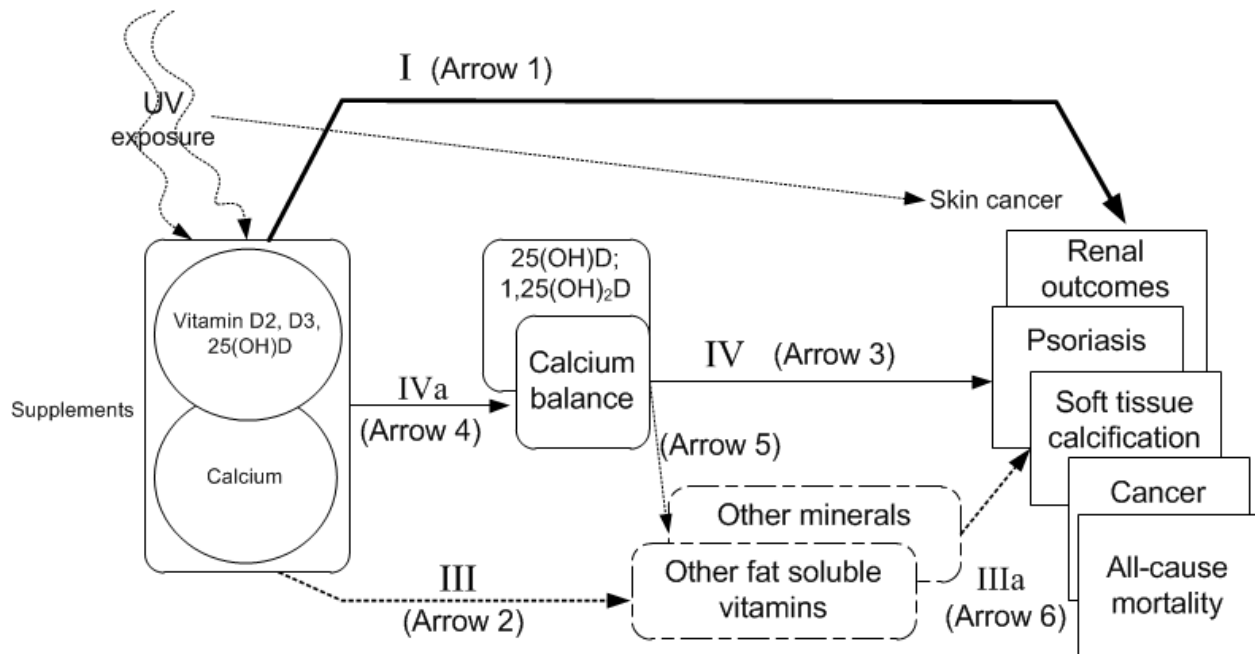 I (Arrow 1)
UV
exposure
Skin cancer
Renal
outcomes
25(OH)D;
1,25(OH)₂D
Vitamin D2, D3,
25(OH)D
Psoriasis
Calcium
balance
IV (Arrow 3)
IVa
(Arrow 4)
Supplements
Soft tissue
calcification
(Arrow 5)
Calcium
Cancer
Other minerals
Other fat soluble
vitamins
III
(Arrow 2)
IIIa
(Arrow 6)
All-cause
mortality